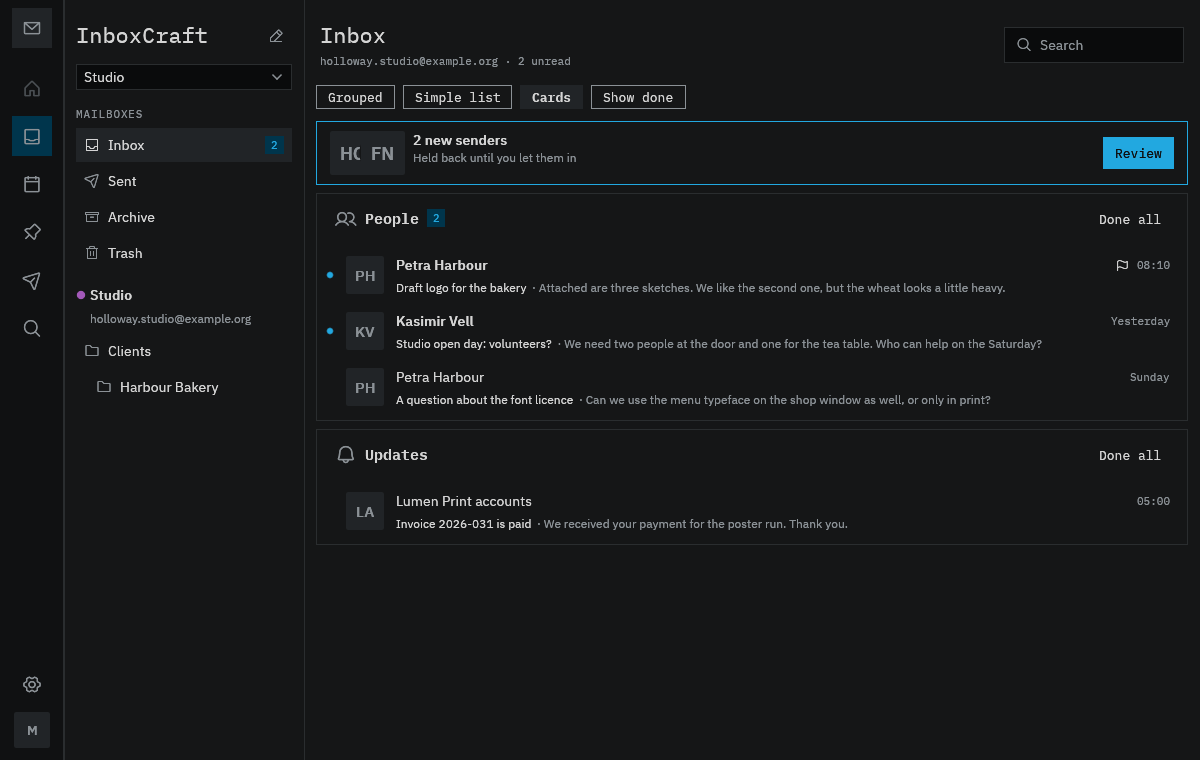 InboxCraft
Studio
MAILBOXES
Inbox 2
Sent
Archive
Trash
Studio
holloway.studio@example.org
Clients
Harbour Bakery
M
Inbox
holloway.studio@example.org · 2 unread
Search
Grouped Simple list Cards Show done
FN
2 new senders
Held back until you let them in
Review
People 2 Done all
PH Petra Harbour 08:10
Draft logo for the bakery · Attached are three sketches. We like the second one, but the wheat looks a little heavy.
KV Kasimir Vell Yesterday
Studio open day: volunteers? · We need two people at the door and one for the tea table. Who can help on the Saturday?
PH Petra Harbour Sunday
A question about the font licence · Can we use the menu typeface on the shop window as well, or only in print?
Updates Done all
LA Lumen Print accounts 05:00
Invoice 2026-031 is paid · We received your payment for the poster run. Thank you.